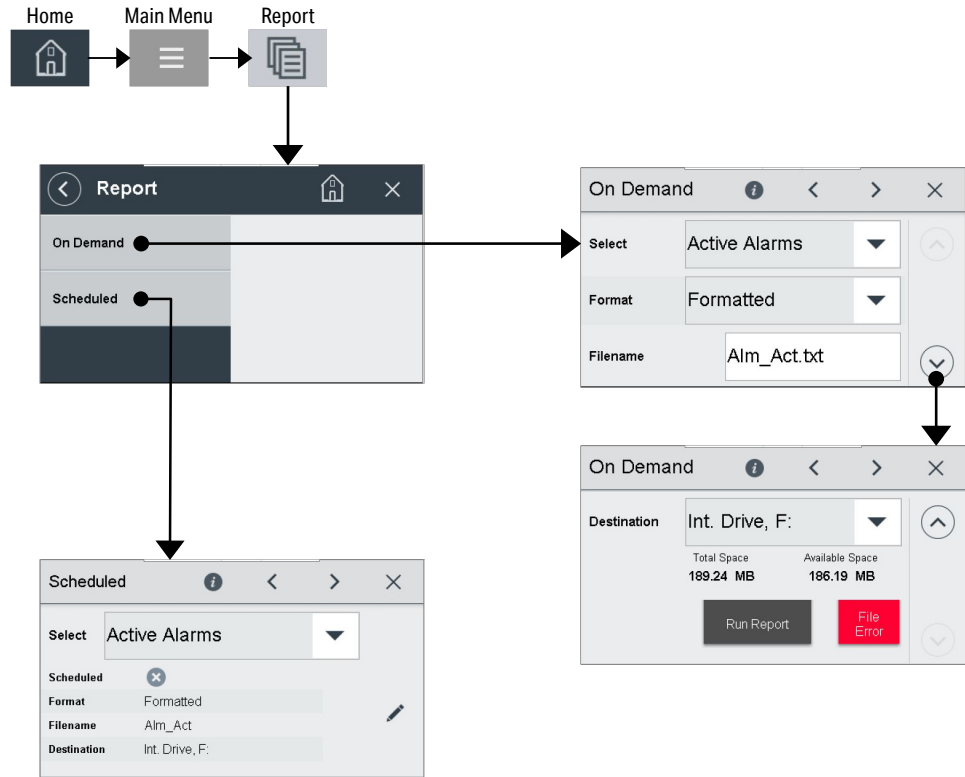 Home Main Menu Report
Report
On Demand
Scheduled
On Demand i
Select Active Alarms
Format Formatted
Filename Alm_Act.txt
On Demand i
Destination Int. Drive, F:
Total Space Available Space
189.24 MB 186.19 MB
Run Report File
Error
Scheduled i
Select Active Alarms
Scheduled
Format Formatted
Filename Alm_Act
Destination Int. Drive, F: